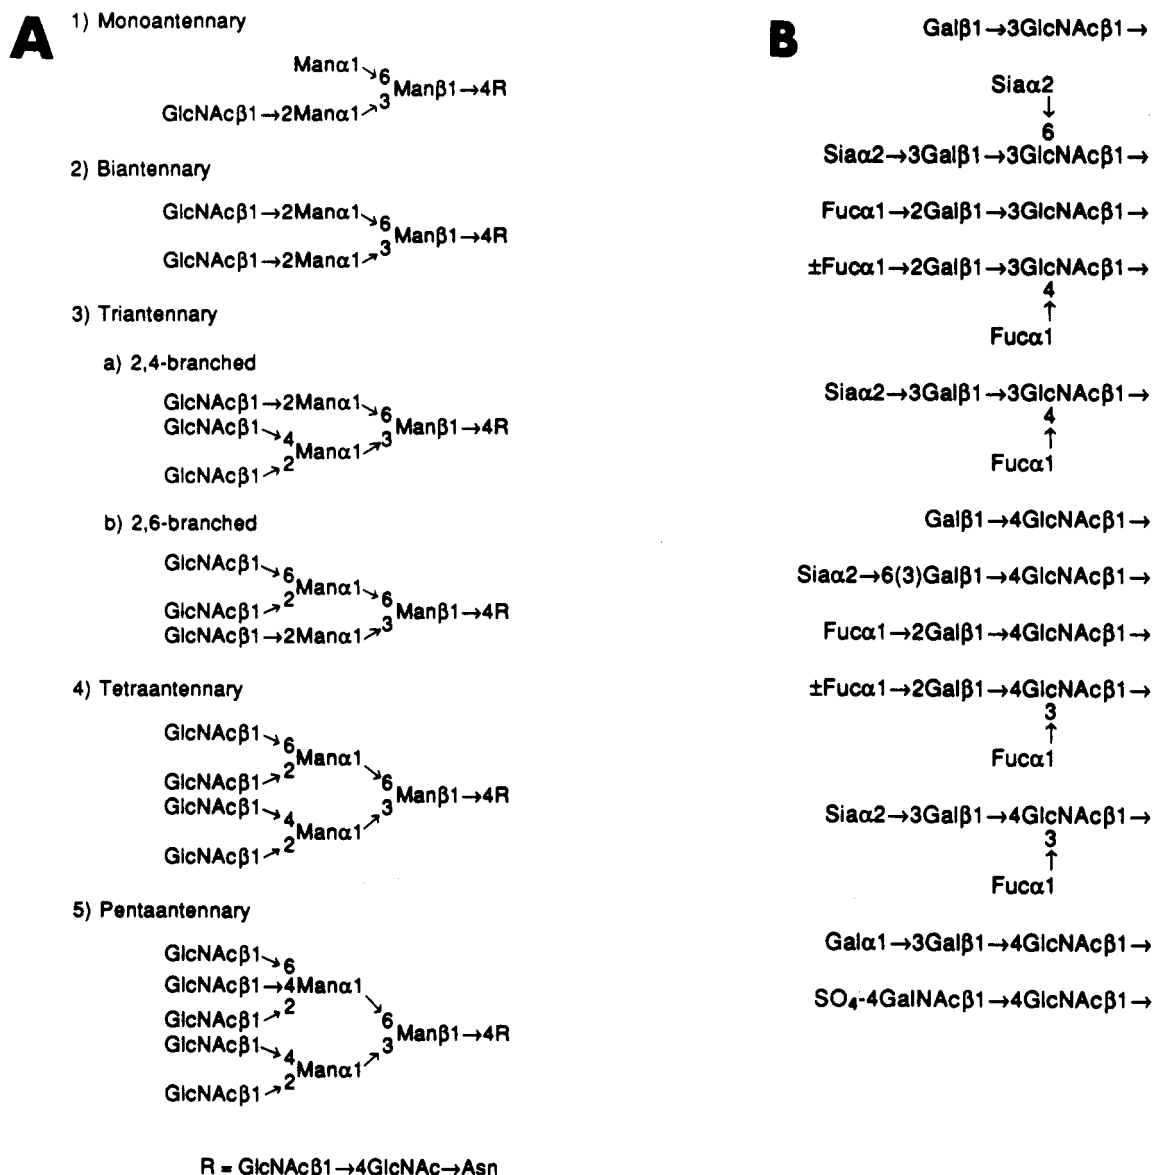 A
1) Monoantennary
Manα1↘6
Manβ1→4R
GlcNAcβ1→2Manα1↗3
2) Biantennary
GlcNAcβ1→2Manα1↘6
Manβ1→4R
GlcNAcβ1→2Manα1↗3
3) Triantennary
a) 2,4-branched
GlcNAcβ1→2Manα1↘6
GlcNAcβ1↘4
Manβ1→4R
Manα1↗3
GlcNAcβ1↗2
b) 2,6-branched
GlcNAcβ1↘6
Manα1↘6
GlcNAcβ1↗2
Manβ1→4R
GlcNAcβ1→2Manα1↗3
4) Tetraantennary
GlcNAcβ1↘6
Manα1↘6
GlcNAcβ1↗2
Manβ1→4R
GlcNAcβ1↘4
Manα1↗3
GlcNAcβ1↗2
5) Pentaantennary
GlcNAcβ1↘6
GlcNAcβ1→4Manα1↘6
GlcNAcβ1↗2
Manβ1→4R
GlcNAcβ1↘4
Manα1↗3
GlcNAcβ1↗2
R = GlcNAcβ1→4GlcNAc→Asn
B
Galβ1→3GlcNAcβ1→
Siaα2
↓
6
Siaα2→3Galβ1→3GlcNAcβ1→
Fucα1→2Galβ1→3GlcNAcβ1→
±Fucα1→2Galβ1→3GlcNAcβ1→
4
↑
Fucα1
Siaα2→3Galβ1→3GlcNAcβ1→
4
↑
Fucα1
Galβ1→4GlcNAcβ1→
Siaα2→6(3)Galβ1→4GlcNAcβ1→
Fucα1→2Galβ1→4GlcNAcβ1→
±Fucα1→2Galβ1→4GlcNAcβ1→
3
↑
Fucα1
Siaα2→3Galβ1→4GlcNAcβ1→
3
↑
Fucα1
Galα1→3Galβ1→4GlcNAcβ1→
SO₄-4GalNAcβ1→4GlcNAcβ1→